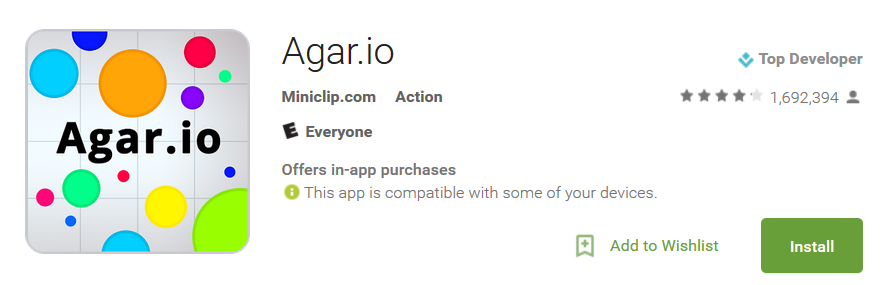 Agar.io
Agar.io
Top Developer
Miniclip.com Action
1,692,394
E Everyone
Offers in-app purchases
This app is compatible with some of your devices.
Add to Wishlist
Install